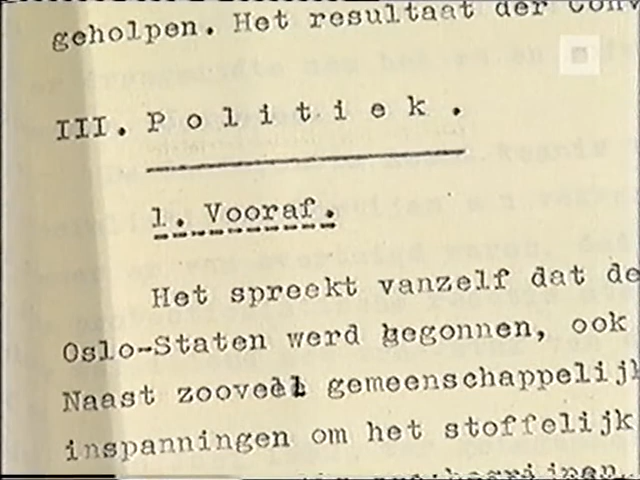 geholpen. Het resultaat der
III. Politiek.
1. Vooraf.
Het spreekt vanzelf dat de
Oslo-Staten werd begonnen, ook
Naast zooveel gemeenschappelijk
inspanningen om het stoffelijk